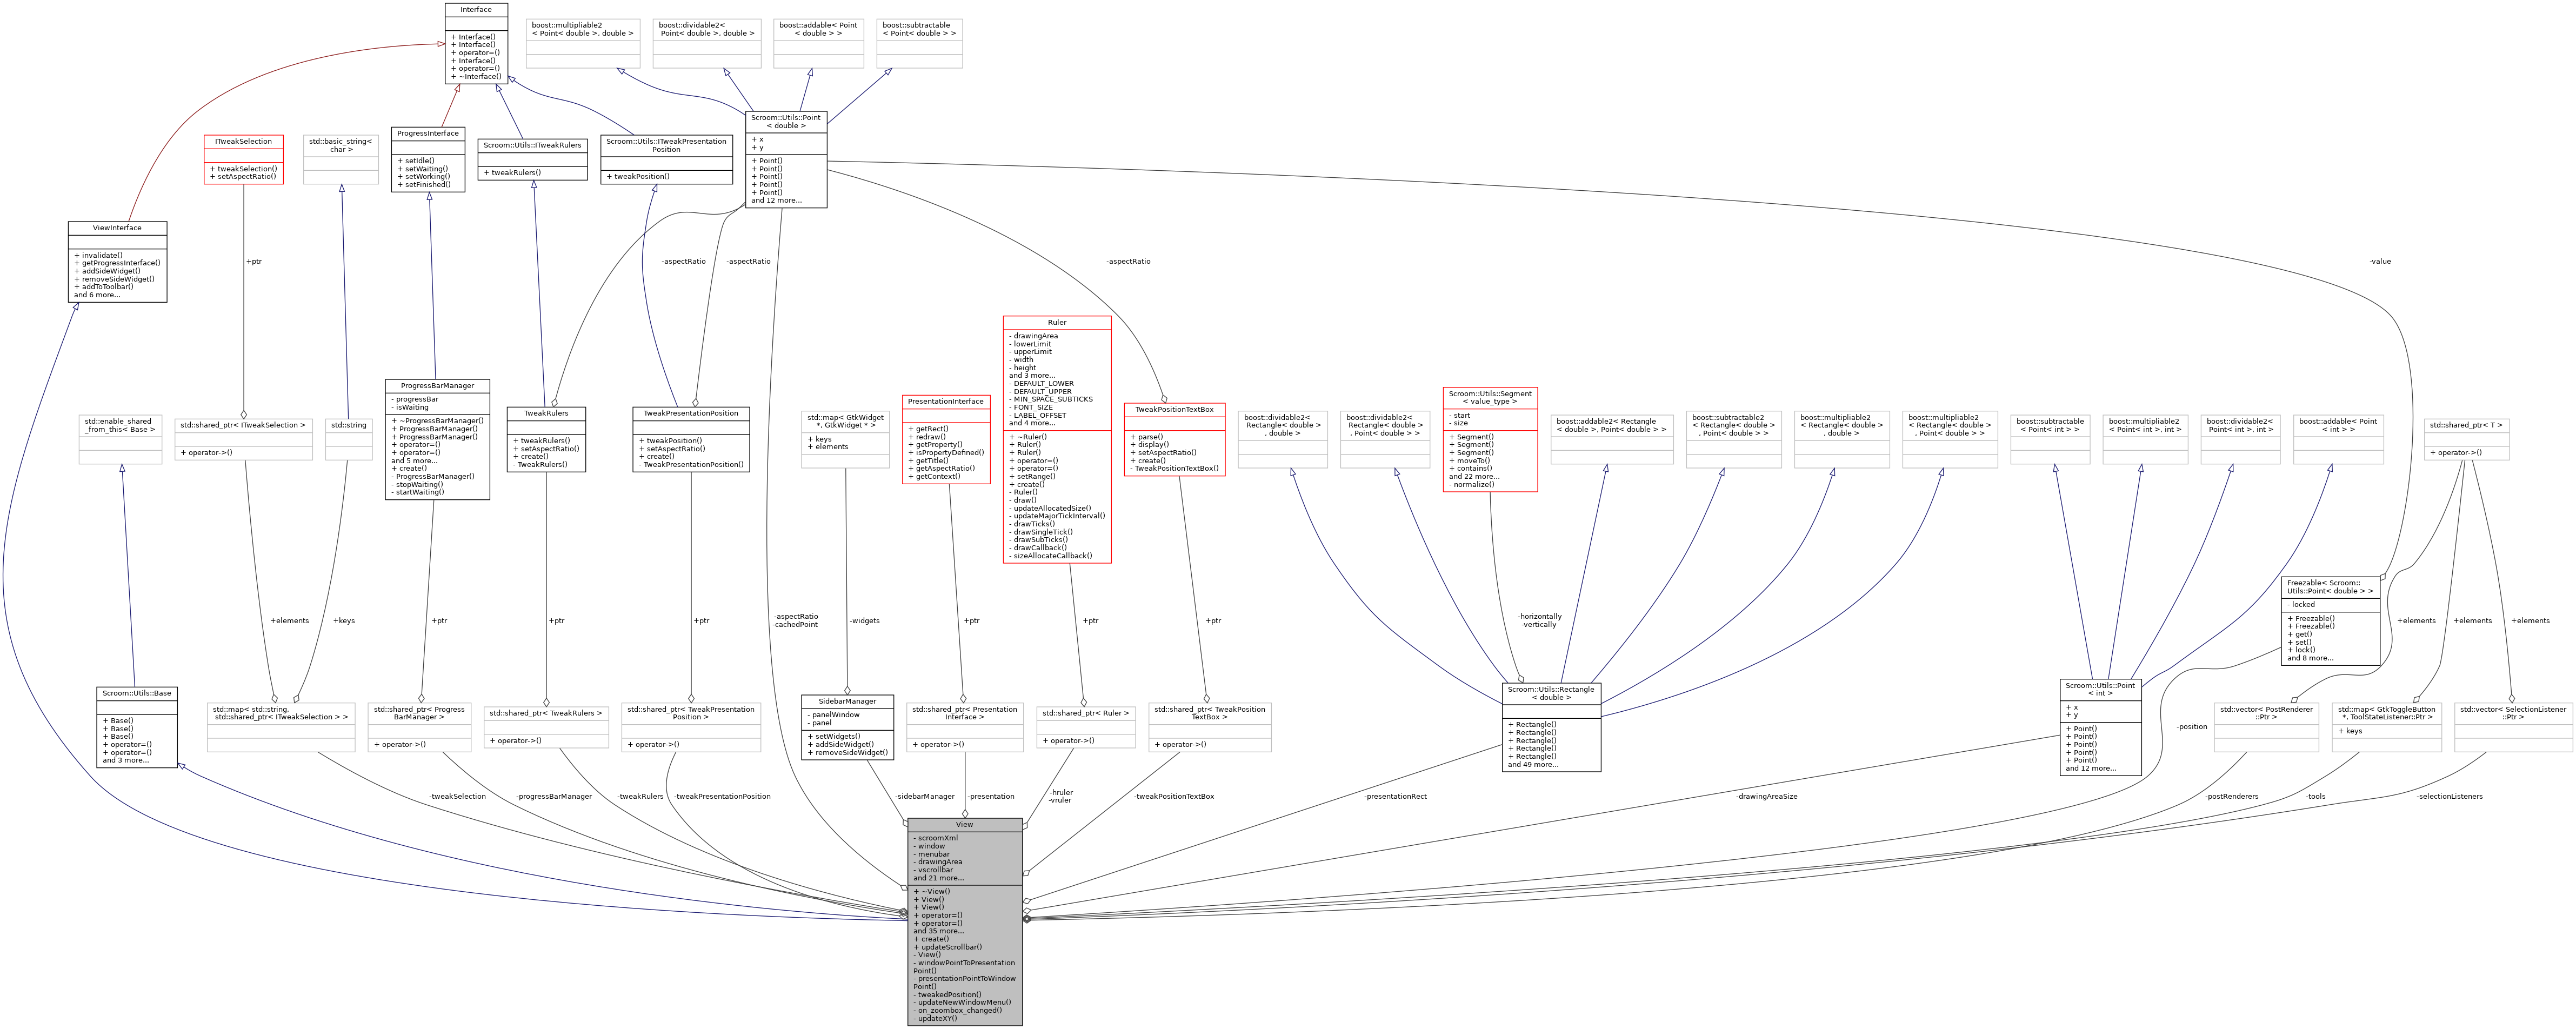 Interface
+ Interface()
+ Interface()
+ operator=()
+ Interface()
+ operator=()
+ ~Interface()
boost::multipliable2
< Point< double >, double >
boost::dividable2<
Point< double >, double >
boost::addable< Point
< double > >
boost::subtractable
< Point< double > >
Scroom::Utils::Point
< double >
+ x
+ y
+ Point()
+ Point()
+ Point()
+ Point()
+ Point()
and 12 more...
ITweakSelection
+ tweakSelection()
+ setAspectRatio()
std::basic_string<
char >
ProgressInterface
+ setIdle()
+ setWaiting()
+ setWorking()
+ setFinished()
Scroom::Utils::ITweakRulers
+ tweakRulers()
Scroom::Utils::ITweakPresentation
Position
+ tweakPosition()
ViewInterface
+ invalidate()
+ getProgressInterface()
+ addSideWidget()
+ removeSideWidget()
+ addToToolbar()
and 6 more...
+ptr
-aspectRatio
-aspectRatio
-aspectRatio
-value
Ruler
- drawingArea
- lowerLimit
- upperLimit
- width
- height
and 3 more...
- DEFAULT_LOWER
- DEFAULT_UPPER
- MIN_SPACE_SUBTICKS
- FONT_SIZE
- LABEL_OFFSET
and 4 more...
+ ~Ruler()
+ Ruler()
+ Ruler()
+ operator=()
+ operator=()
+ setRange()
+ create()
- Ruler()
- draw()
- updateAllocatedSize()
- updateMajorTickInterval()
- drawTicks()
- drawSingleTick()
- drawSubTicks()
- drawCallback()
- sizeAllocateCallback()
std::enable_shared
_from_this< Base >
std::shared_ptr< ITweakSelection >
+ operator->()
std::string
ProgressBarManager
- progressBar
- isWaiting
+ ~ProgressBarManager()
+ ProgressBarManager()
+ ProgressBarManager()
+ operator=()
+ operator=()
and 5 more...
+ create()
- ProgressBarManager()
- stopWaiting()
- startWaiting()
TweakRulers
+ tweakRulers()
+ setAspectRatio()
+ create()
- TweakRulers()
TweakPresentationPosition
+ tweakPosition()
+ setAspectRatio()
+ create()
- TweakPresentationPosition()
std::map< GtkWidget
*, GtkWidget * >
+ keys
+ elements
PresentationInterface
+ getRect()
+ redraw()
+ getProperty()
+ isPropertyDefined()
+ getTitle()
+ getAspectRatio()
+ getContext()
TweakPositionTextBox
+ parse()
+ display()
+ setAspectRatio()
+ create()
- TweakPositionTextBox()
boost::dividable2<
Rectangle< double >
, double >
boost::dividable2<
Rectangle< double >
, Point< double > >
Scroom::Utils::Segment
< value_type >
- start
- size
+ Segment()
+ Segment()
+ Segment()
+ moveTo()
+ contains()
and 22 more...
- normalize()
boost::addable2< Rectangle
< double >, Point< double > >
boost::subtractable2
< Rectangle< double >
, Point< double > >
boost::multipliable2
< Rectangle< double >
, double >
boost::multipliable2
< Rectangle< double >
, Point< double > >
boost::subtractable
< Point< int > >
boost::multipliable2
< Point< int >, int >
boost::dividable2<
Point< int >, int >
boost::addable< Point
< int > >
std::shared_ptr< T >
+ operator->()
Freezable< Scroom::
Utils::Point< double > >
- locked
+ Freezable()
+ Freezable()
+ get()
+ set()
+ lock()
and 8 more...
+elements
+keys
+ptr
+ptr
+ptr
-aspectRatio
-cachedPoint
-widgets
+ptr
+ptr
+ptr
-horizontally
-vertically
+elements
+elements
+elements
Scroom::Utils::Base
+ Base()
+ Base()
+ Base()
+ operator=()
+ operator=()
and 3 more...
std::map< std::string,
std::shared_ptr< ITweakSelection > >
std::shared_ptr< Progress
BarManager >
+ operator->()
std::shared_ptr< TweakRulers >
+ operator->()
std::shared_ptr< TweakPresentation
Position >
+ operator->()
SidebarManager
- panelWindow
- panel
+ setWidgets()
+ addSideWidget()
+ removeSideWidget()
std::shared_ptr< Presentation
Interface >
+ operator->()
std::shared_ptr< Ruler >
+ operator->()
std::shared_ptr< TweakPosition
TextBox >
+ operator->()
Scroom::Utils::Rectangle
< double >
+ Rectangle()
+ Rectangle()
+ Rectangle()
+ Rectangle()
+ Rectangle()
and 49 more...
Scroom::Utils::Point
< int >
+ x
+ y
+ Point()
+ Point()
+ Point()
+ Point()
+ Point()
and 12 more...
-position
std::vector< PostRenderer
::Ptr >
std::map< GtkToggleButton
*, ToolStateListener::Ptr >
+ keys
std::vector< SelectionListener
::Ptr >
-tweakSelection
-progressBarManager
-tweakRulers
-tweakPresentationPosition
-sidebarManager
-presentation
-hruler
-vruler
-tweakPositionTextBox
-presentationRect
-drawingAreaSize
-postRenderers
-tools
-selectionListeners
View
- scroomXml
- window
- menubar
- drawingArea
- vscrollbar
and 21 more...
+ ~View()
+ View()
+ View()
+ operator=()
+ operator=()
and 35 more...
+ create()
+ updateScrollbar()
- View()
- windowPointToPresentation
Point()
- presentationPointToWindow
Point()
- tweakedPosition()
- updateNewWindowMenu()
- on_zoombox_changed()
- updateXY()